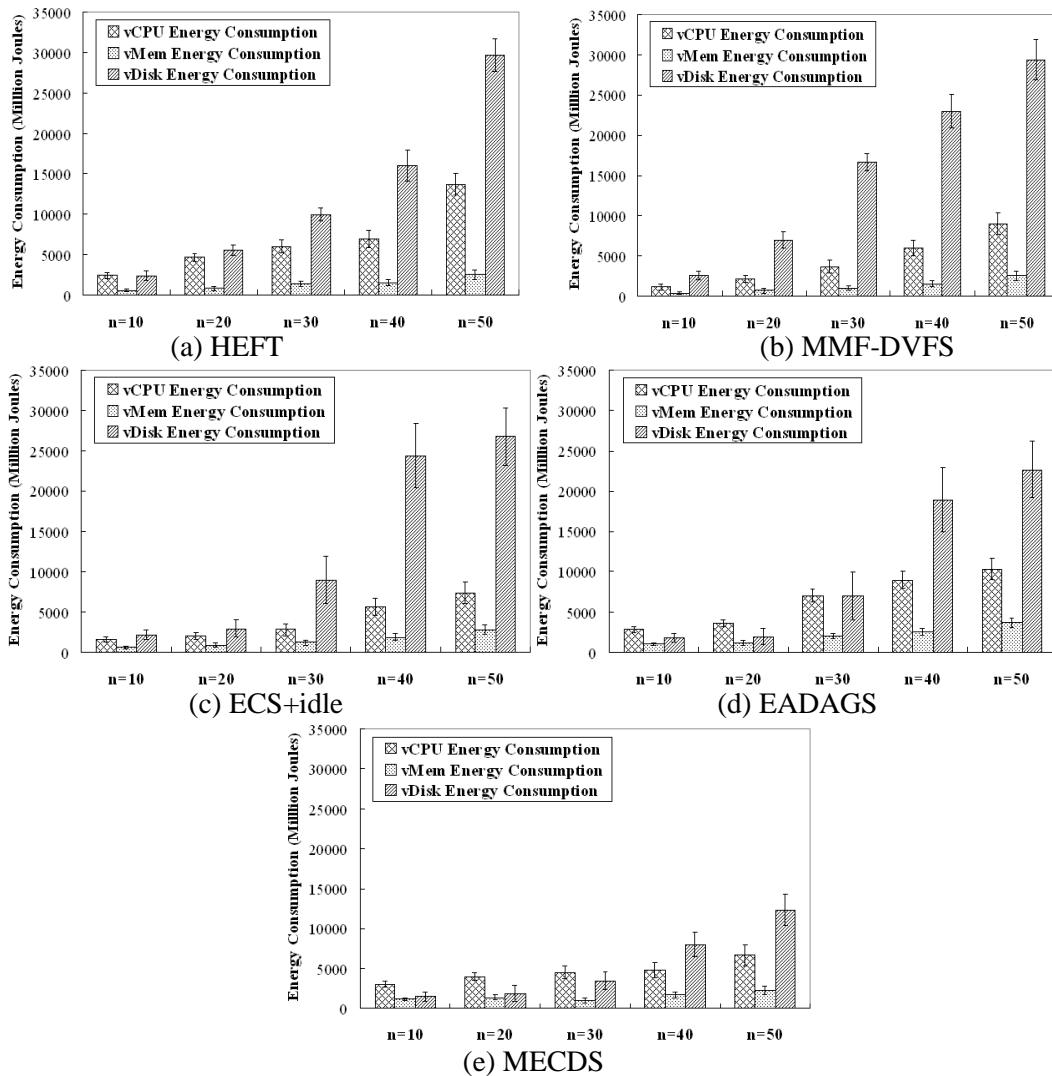 Energy Consumption (Milllion Joules)
35000
30000
25000
20000
15000
10000
5000
0
vCPU Energy Consumption
vMem Energy Consumption
vDisk Energy Consumption
n=10 n=20 n=30 n=40 n=50
(a) HEFT
Energy Consumption (Milllion Joules)
35000
30000
25000
20000
15000
10000
5000
0
vCPU Energy Consumption
vMem Energy Consumption
vDisk Energy Consumption
n=10 n=20 n=30 n=40 n=50
(b) MMF-DVFS
Energy Consumption (Milllion Joules)
35000
30000
25000
20000
15000
10000
5000
0
vCPU Energy Consumption
vMem Energy Consumption
vDisk Energy Consumption
n=10 n=20 n=30 n=40 n=50
(c) ECS+idle
Energy Consumption (Milllion Joules)
35000
30000
25000
20000
15000
10000
5000
0
vCPU Energy Consumption
vMem Energy Consumption
vDisk Energy Consumption
n=10 n=20 n=30 n=40 n=50
(d) EADAGS
Energy Consumption (Milllion Joules)
35000
30000
25000
20000
15000
10000
5000
0
vCPU Energy Consumption
vMem Energy Consumption
vDisk Energy Consumption
n=10 n=20 n=30 n=40 n=50
(e) MECDS